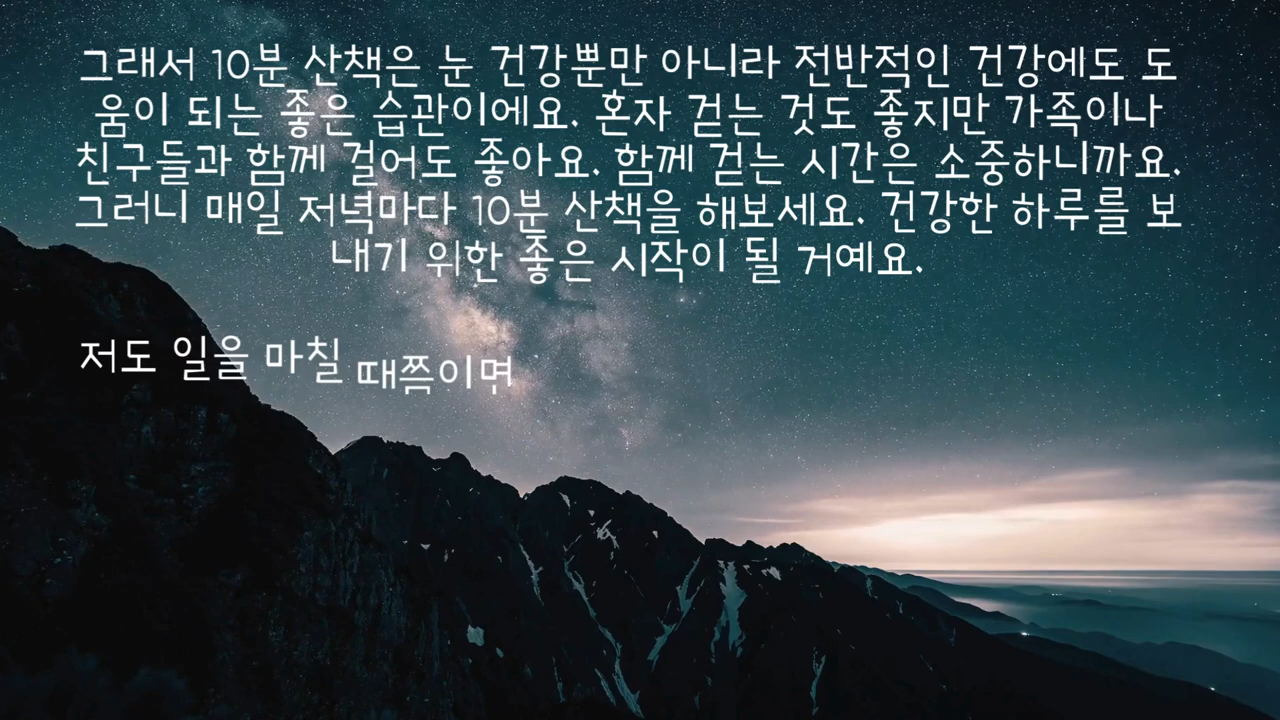 그래서 10분 산책은 눈 건강뿐만 아니라 전반적인 건강에도 도
움이 되는 좋은 습관이에요. 혼자 걷는 것도 좋지만 가족이나
친구들과 함께 걸어도 좋아요. 함께 걷는 시간은 소중하니까요.
그러니 매일 저녁마다 10분 산책을 해보세요. 건강한 하루를 보
내기 위한 좋은 시작이 될 거예요.
저도 일을 마칠 때쯤이면